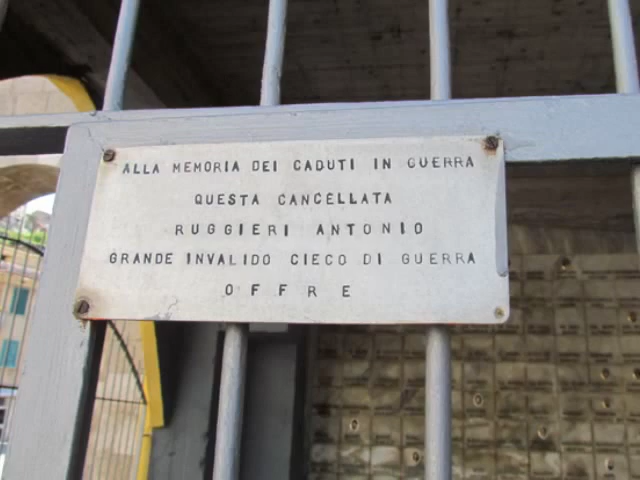 ALLA MEMORIA DEI CADUTI IN GUERRA
QUESTA CANCELLATA
RUGGIERI ANTONIO
GRANDE INVALIDO CIECO DI GUERRA
OFFRE